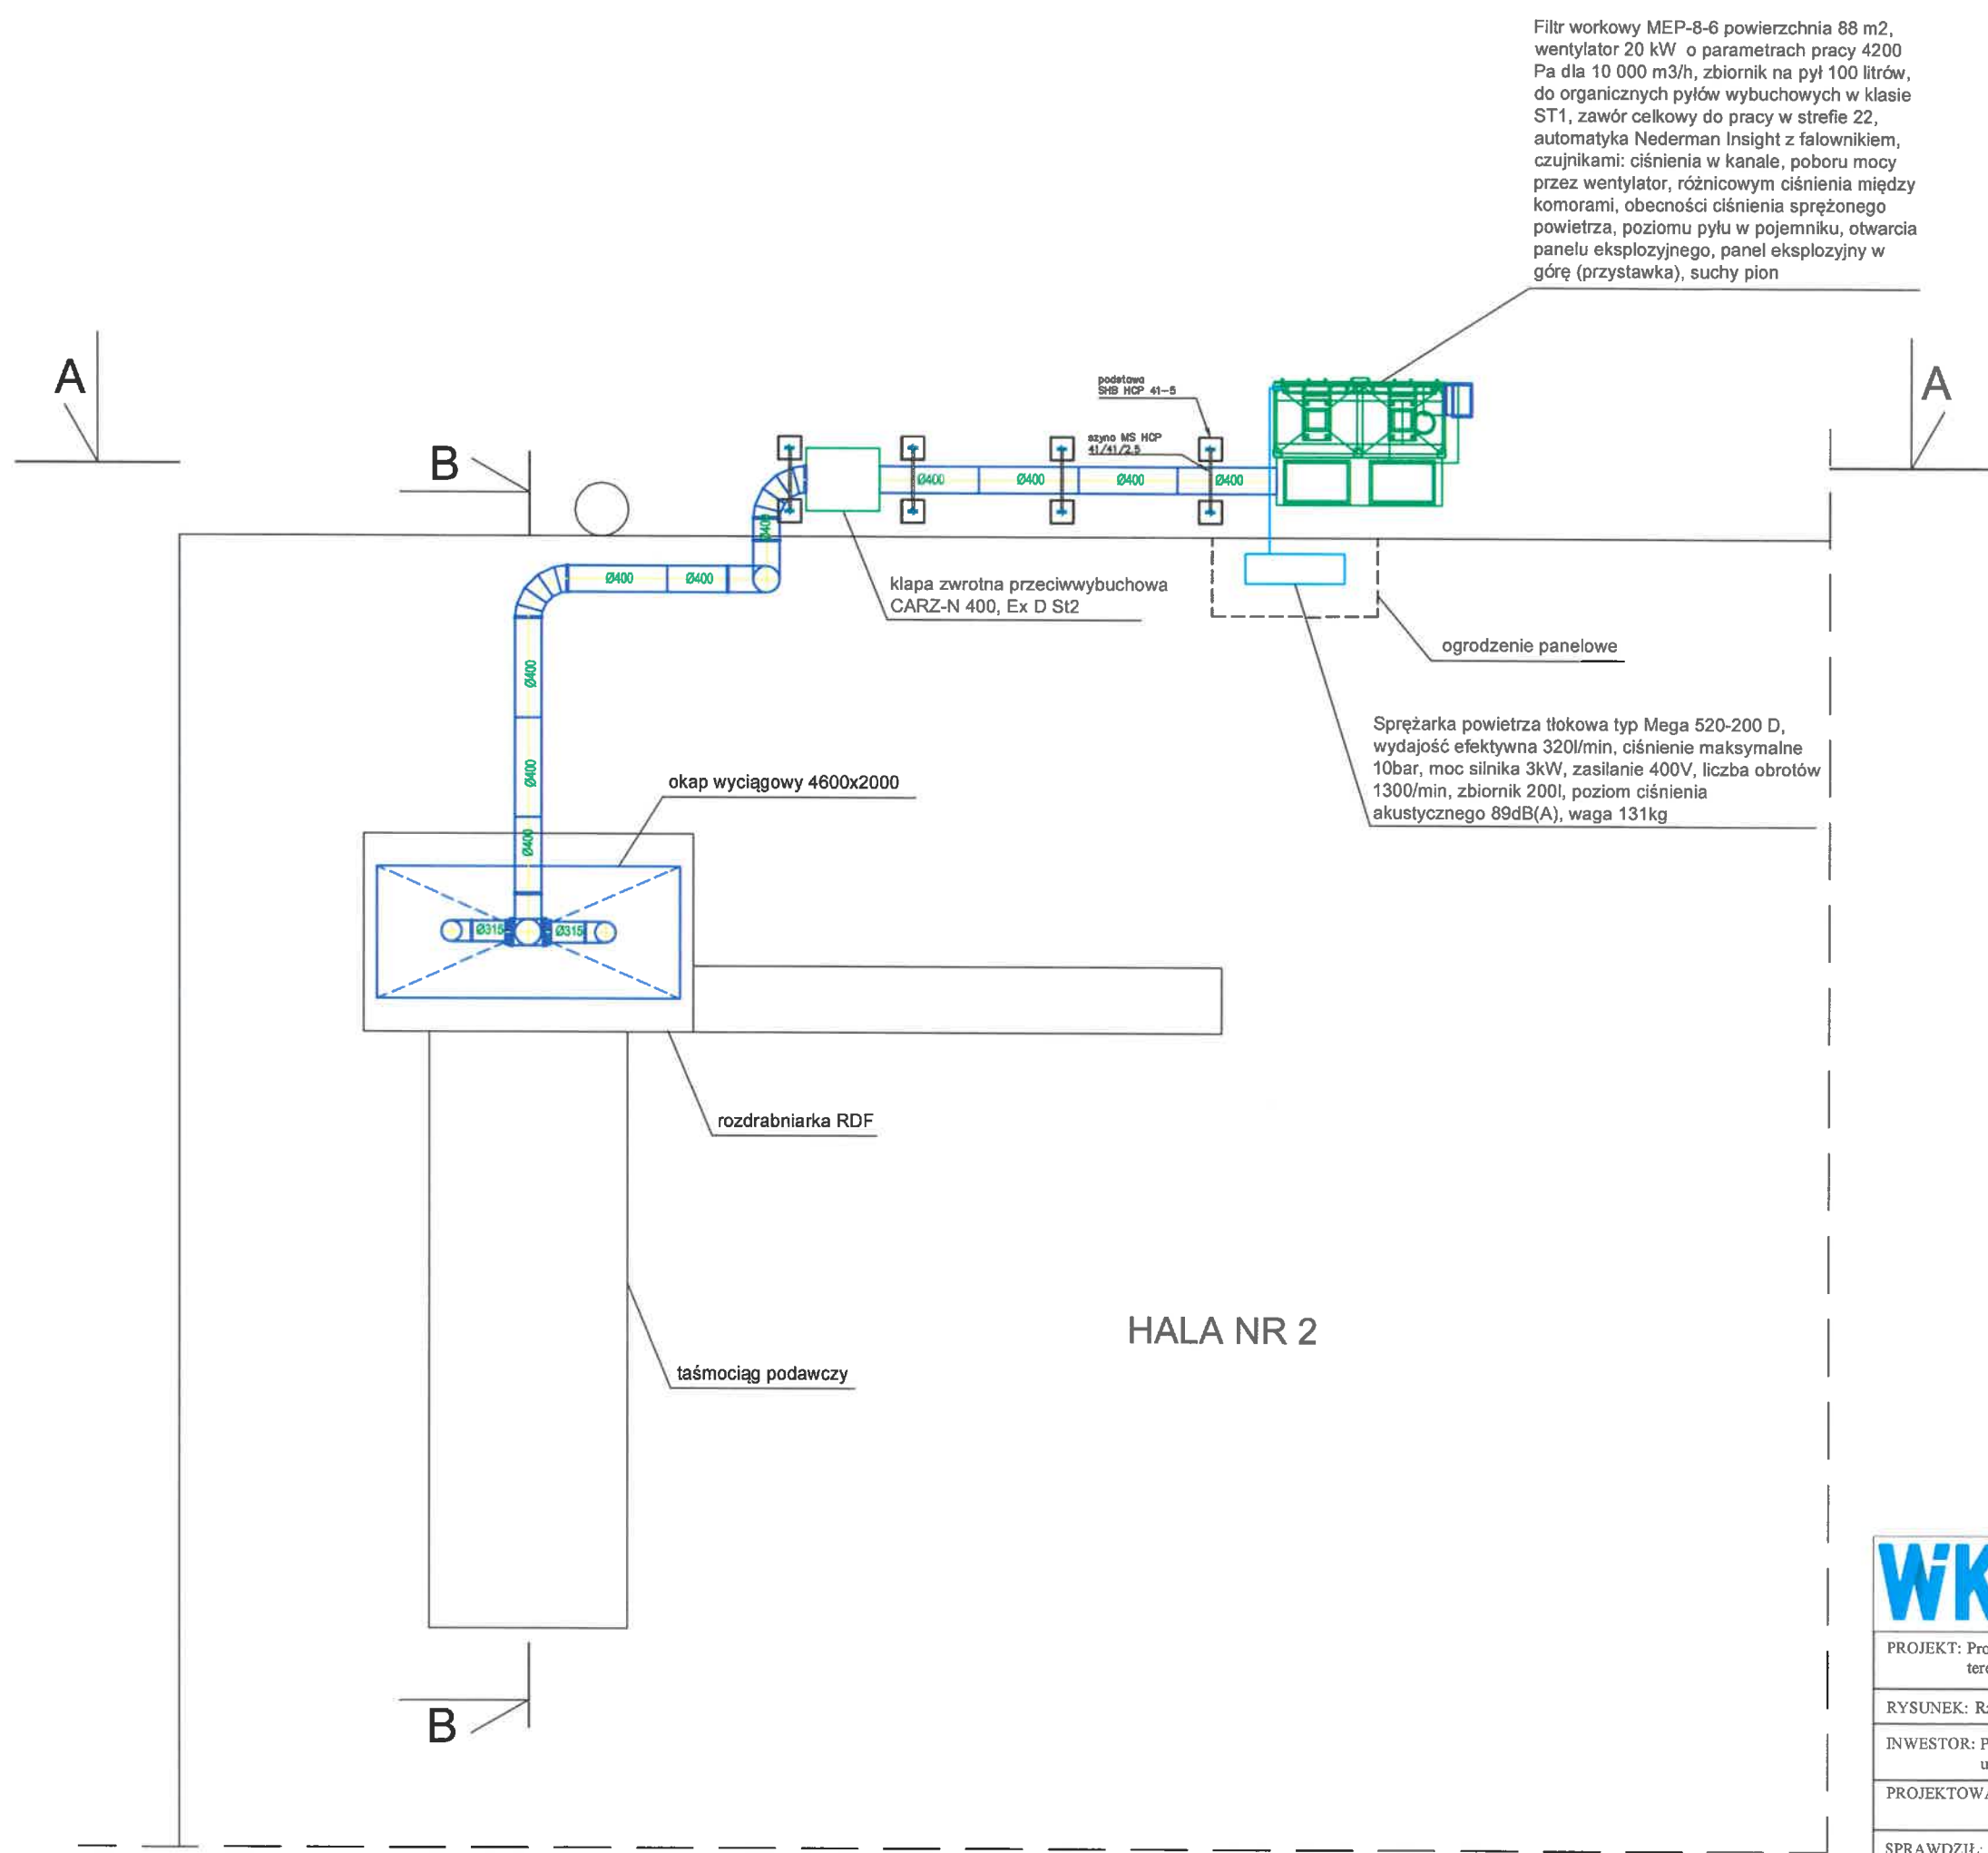 Filtr workowy MEP-8-6 powierzchnia 88 m2,
wentylator 20 kW o parametrach pracy 4200
Pa dla 10 000 m3/h, zbiornik na pył 100 litrów,
do organicznych pyłów wybuchowych w klasie
ST1, zawór celkowy do pracy w strefie 22,
automatyka Nederman Insight z falownikiem,
czujnikami: ciśnienia w kanale, poboru mocy
przez wentylator, różnicowym ciśnienia między
komorami, obecności ciśnienia sprężonego
powietrza, poziomu pyłu w pojemniku, otwarcia
panelu eksplozyjnego, panel eksplozyjny w
górę (przystawka), suchy pion
A
A
podstawa
SHB HCP 41-5
B
szyna MS HCP
41/41/2.5
Ø400
Ø400
Ø400
Ø400
Ø400
Ø400
Ø400
klapa zwrotna przeciwwybuchowa
CARZ-N 400, Ex D St2
ogrodzenie panelowe
Ø400
Sprężarka powietrza tłokowa typ Mega 520-200 D,
wydajość efektywna 320l/min, ciśnienie maksymalne
10bar, moc silnika 3kW, zasilanie 400V, liczba obrotów
1300/min, zbiornik 200l, poziom ciśnienia
akustycznego 89dB(A), waga 131kg
Ø400
okap wyciągowy 4600x2000
Ø400
Ø315
Ø315
rozdrabniarka RDF
HALA NR 2
taśmociąg podawczy
B
WiK
PROJEKT: Pro
ter
RYSUNEK: R
INWESTOR: P
u
PROJEKTOWA
SPRAWDZIŁ: